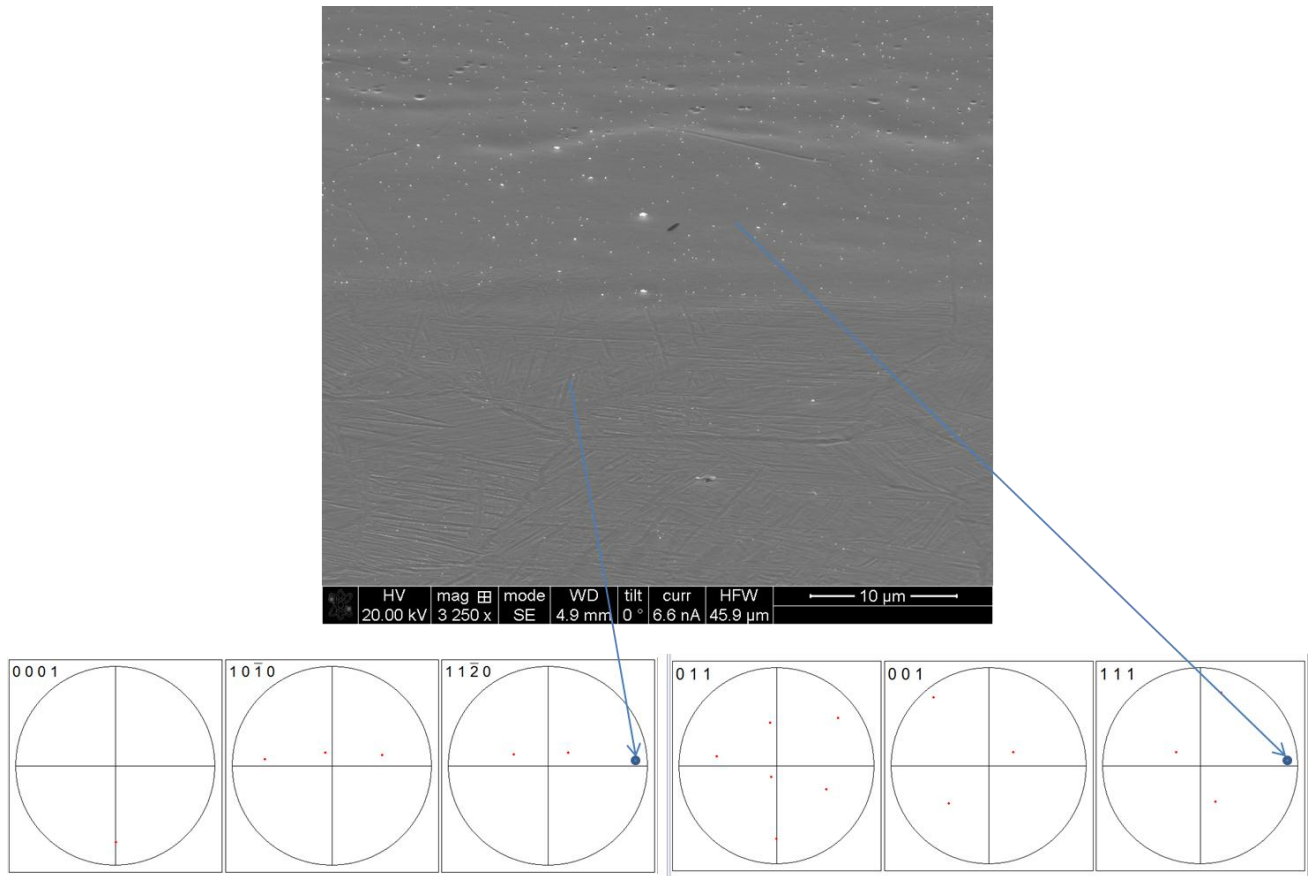 HV mag ⊞ mode WD tilt curr HFW
20.00 kV 3 250 x SE 4.9 mm 0 ° 6.6 nA 45.9 µm
10 µm
0 0 0 1
1 0 1̅ 0
1 1 2̅ 0
0 1 1
0 0 1
1 1 1